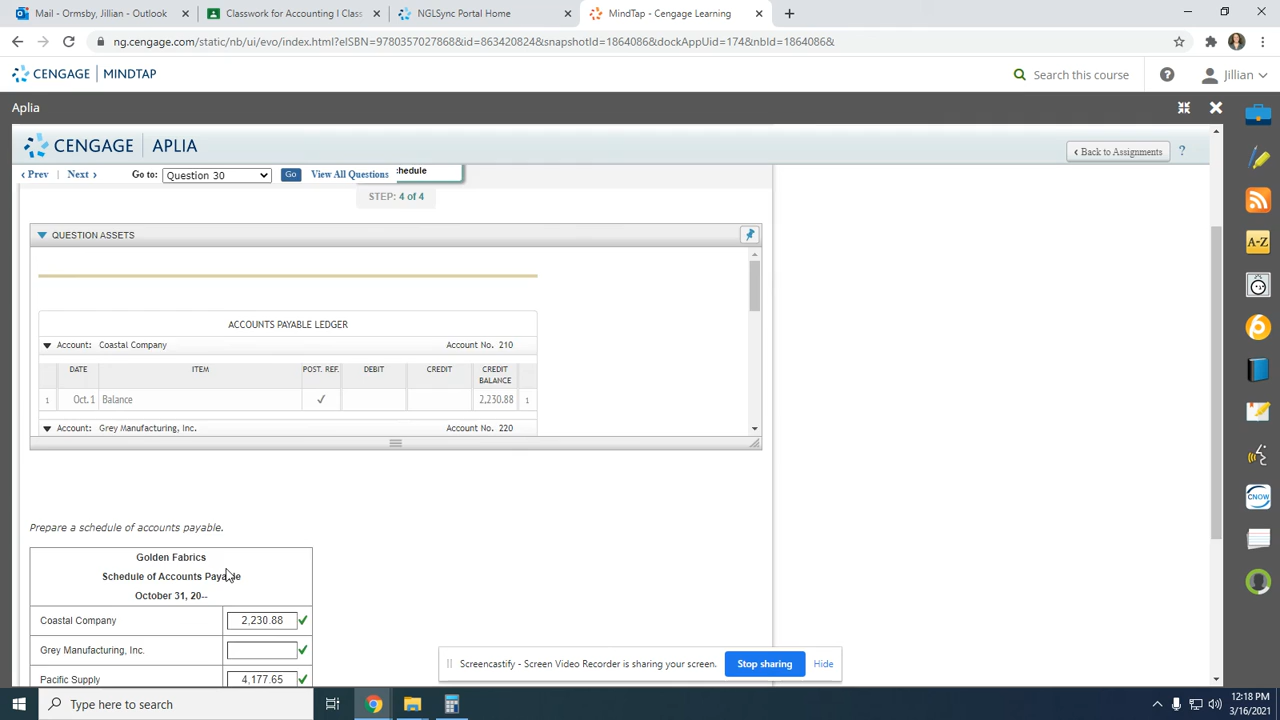 Mail - Ormsby, Jillian - Outlook
Classwork for Accounting I Class
NGLSync Portal Home
MindTap - Cengage Learning
ng.cengage.com/static/nb/ui/evo/index.html?eISBN=9780357027868&id=863420824&snapshotId=1864086&dockAppUid=174&nbId=1864086&
CENGAGE | MINDTAP
Search this course
Jillian
Aplia
CENGAGE | APLIA
Back to Assignments
?
Prev | Next
Go to: Question 30
Go
View All Questions
chedule
STEP: 4 of 4
QUESTION ASSETS
ACCOUNTS PAYABLE LEDGER
Account: Coastal Company Account No. 210
DATE ITEM POST. REF. DEBIT CREDIT CREDIT BALANCE
1 Oct. 1 Balance ✓ 2,230.88 1
Account: Grey Manufacturing, Inc. Account No. 220
Prepare a schedule of accounts payable.
Golden Fabrics
Schedule of Accounts Payable
October 31, 20--
Coastal Company 2,230.88
Grey Manufacturing, Inc.
Pacific Supply 4,177.65
Screencastify - Screen Video Recorder is sharing your screen.
Stop sharing
Hide
A-Z
CNOW
Type here to search
12:18 PM
3/16/2021